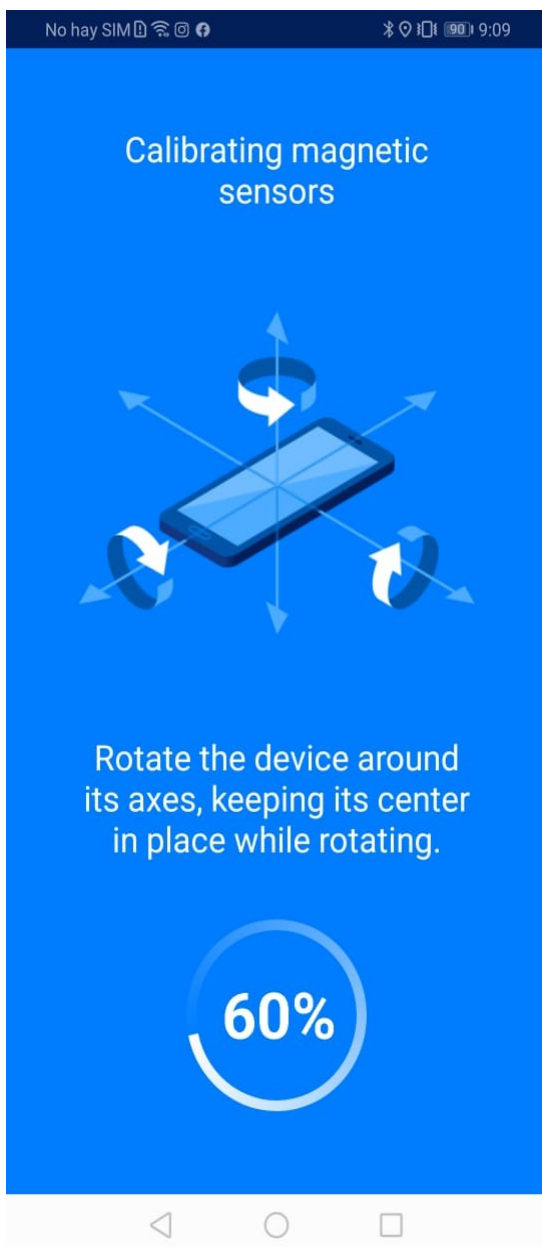 No hay SIM 90 9:09
Calibrating magnetic
sensors
Rotate the device around
its axes, keeping its center
in place while rotating.
60%